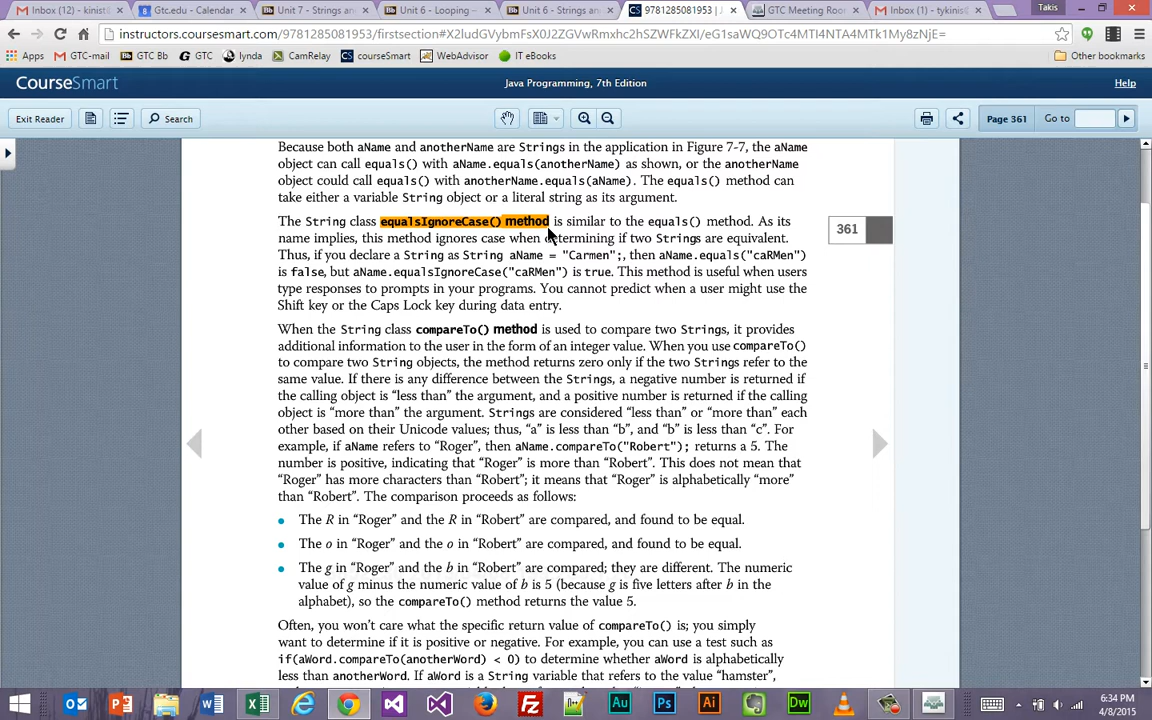 Inbox (12) - kinist@
Gtc.edu - Calendar
Unit 7 - Strings and
Unit 6 - Looping -
Unit 6 - Strings and
9781285081953 | J
GTC Meeting Room
Inbox (1) - tykinis@
Takis
instructors.coursesmart.com/9781285081953/firstsection#
Apps GTC-mail GTC Bb GTC lynda CamRelay courseSmart WebAdvisor IT eBooks Other bookmarks
CourseSmart Java Programming, 7th Edition Help
Exit Reader Search Page 361 Go to
Because both aName and anotherName are Strings in the application in Figure 7-7, the aName
object can call equals() with aName.equals(anotherName) as shown, or the anotherName
object could call equals() with anotherName.equals(aName). The equals() method can
take either a variable String object or a literal string as its argument.
The String class equalsIgnoreCase() method is similar to the equals() method. As its
name implies, this method ignores case when determining if two Strings are equivalent.
Thus, if you declare a String as String aName = "Carmen";, then aName.equals("caRMen")
is false, but aName.equalsIgnoreCase("caRMen") is true. This method is useful when users
type responses to prompts in your programs. You cannot predict when a user might use the
Shift key or the Caps Lock key during data entry.
361
When the String class compareTo() method is used to compare two Strings, it provides
additional information to the user in the form of an integer value. When you use compareTo()
to compare two String objects, the method returns zero only if the two Strings refer to the
same value. If there is any difference between the Strings, a negative number is returned if
the calling object is “less than” the argument, and a positive number is returned if the calling
object is “more than” the argument. Strings are considered “less than” or “more than” each
other based on their Unicode values; thus, “a” is less than “b”, and “b” is less than “c”. For
example, if aName refers to “Roger”, then aName.compareTo("Robert"); returns a 5. The
number is positive, indicating that “Roger” is more than “Robert”. This does not mean that
“Roger” has more characters than “Robert”; it means that “Roger” is alphabetically “more”
than “Robert”. The comparison proceeds as follows:
• The R in “Roger” and the R in “Robert” are compared, and found to be equal.
• The o in “Roger” and the o in “Robert” are compared, and found to be equal.
• The g in “Roger” and the b in “Robert” are compared; they are different. The numeric
value of g minus the numeric value of b is 5 (because g is five letters after b in the
alphabet), so the compareTo() method returns the value 5.
Often, you won’t care what the specific return value of compareTo() is; you simply
want to determine if it is positive or negative. For example, you can use a test such as
if(aWord.compareTo(anotherWord) < 0) to determine whether aWord is alphabetically
less than anotherWord. If aWord is a String variable that refers to the value “hamster”,
6:34 PM
4/8/2015